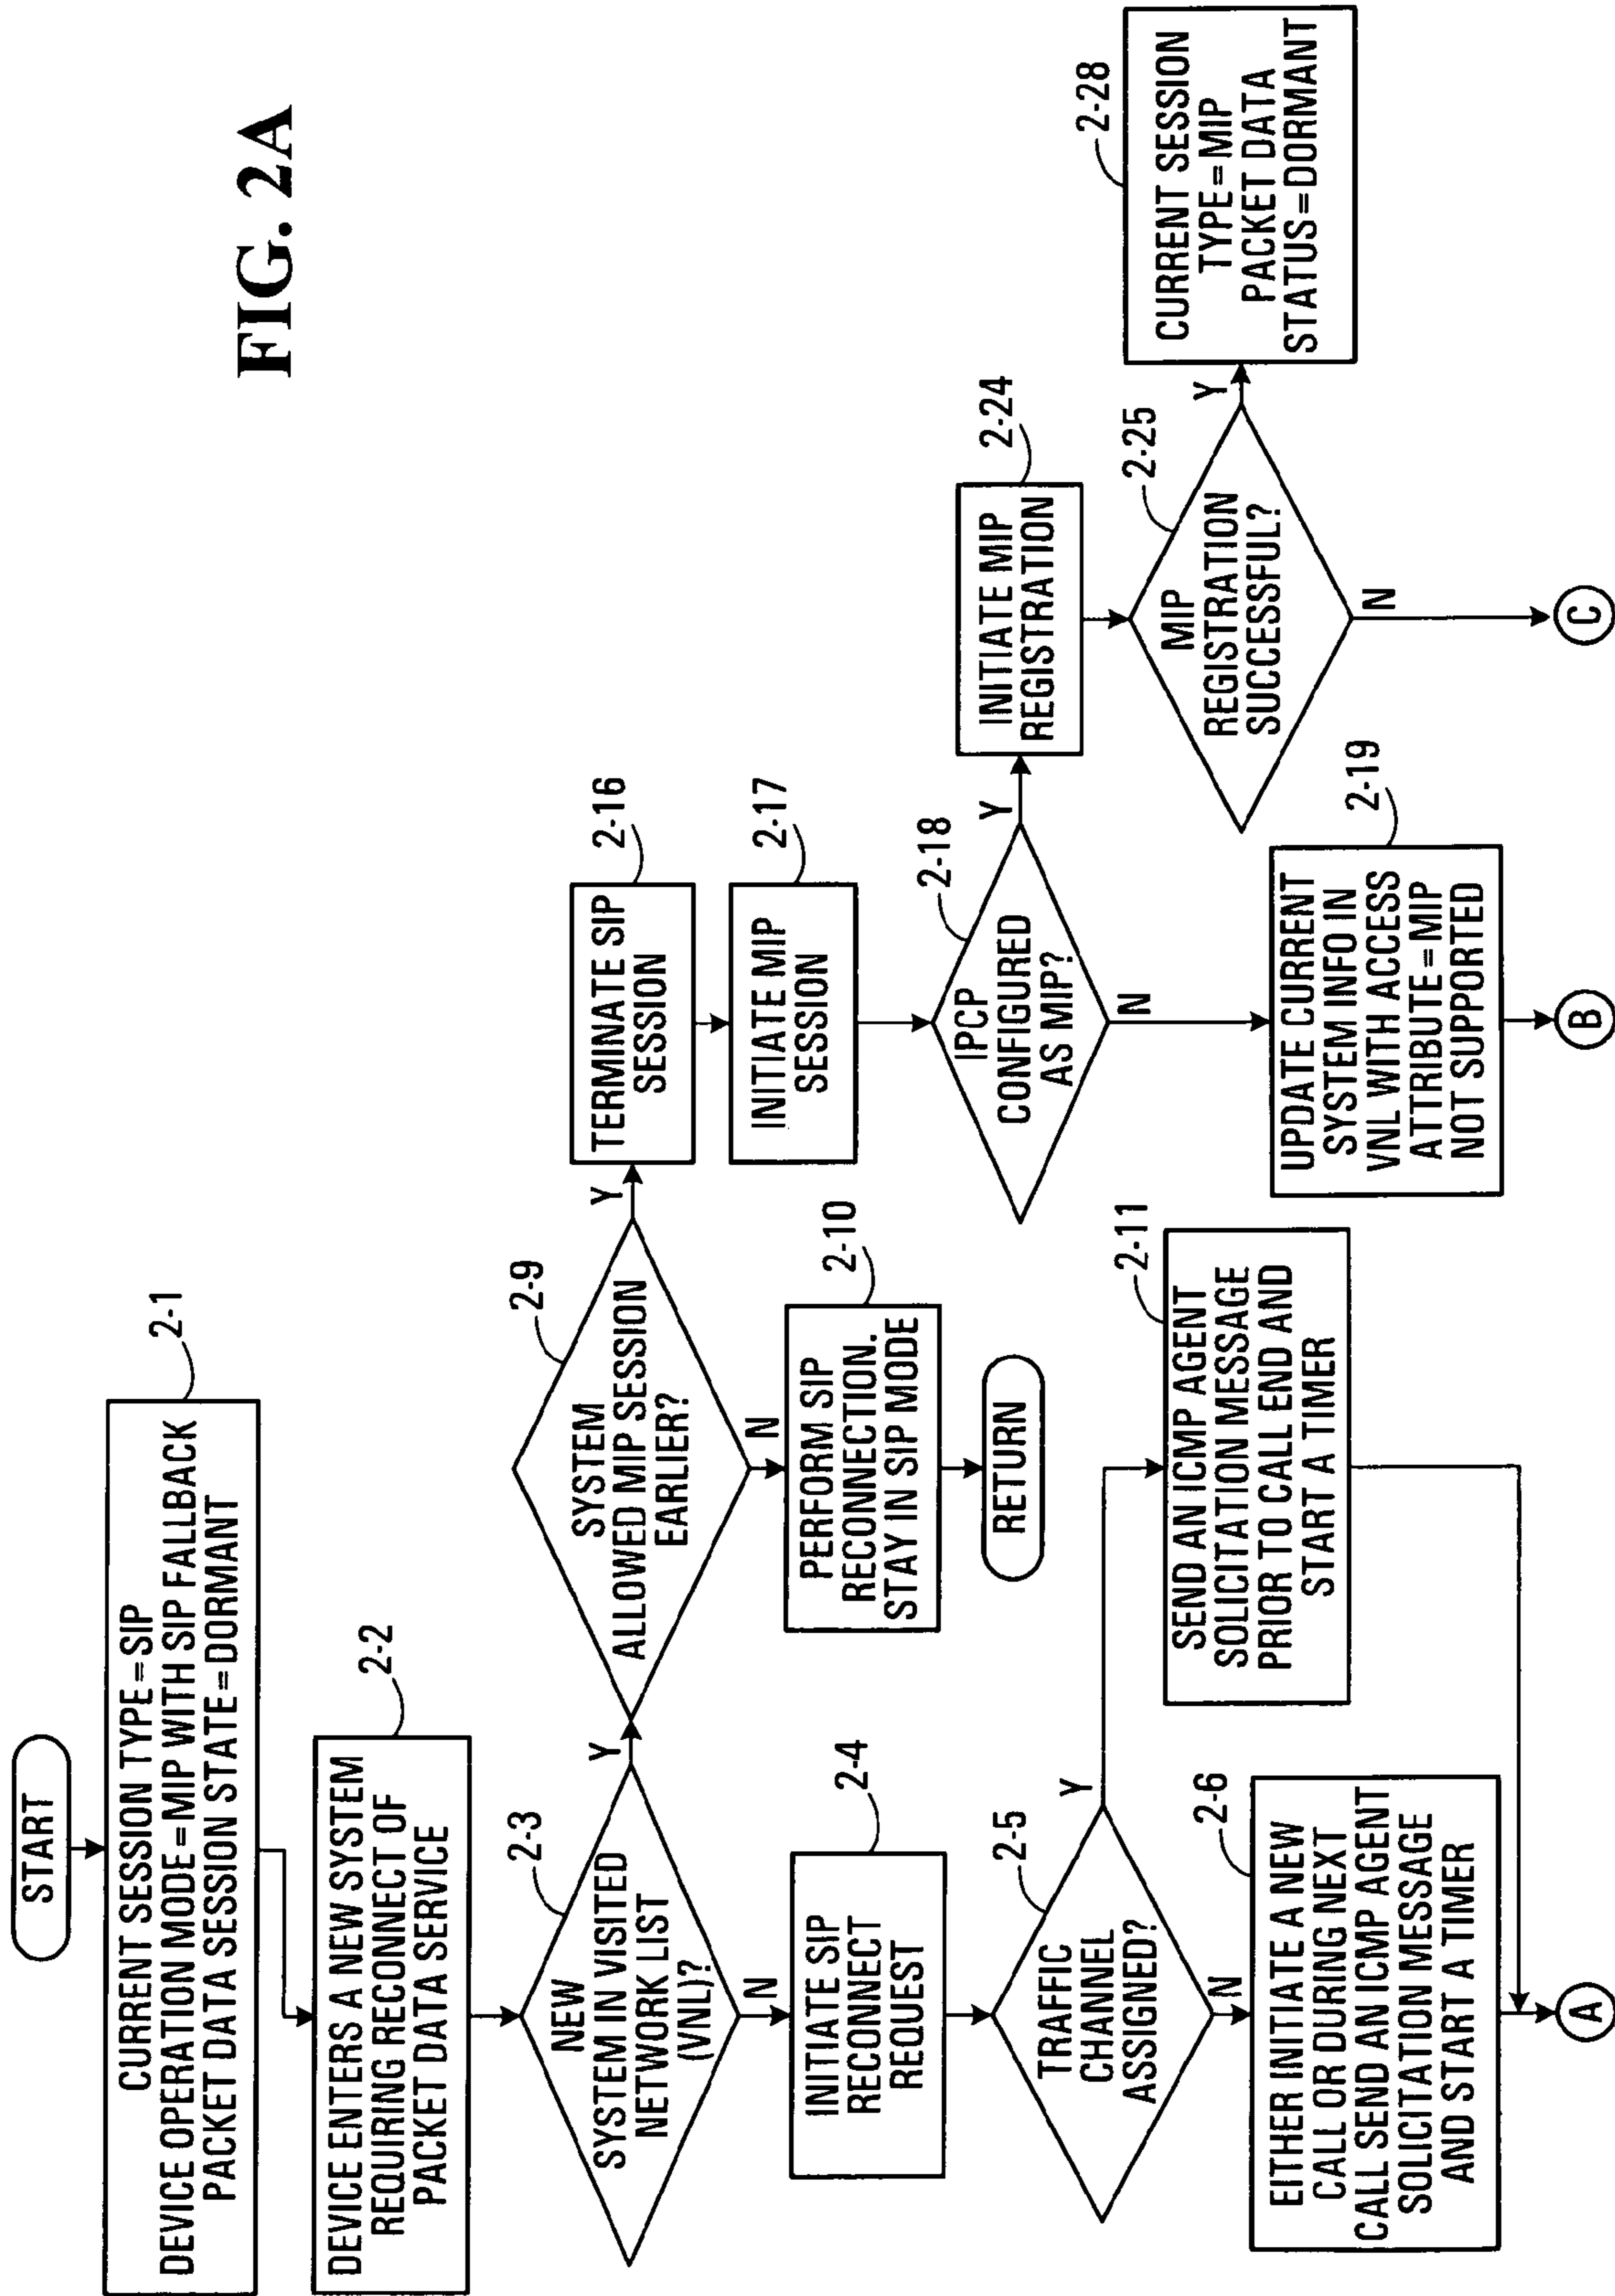 FIG. 2A
START
2-1
CURRENT SESSION TYPE=SIP
DEVICE OPERATION MODE=MIP WITH SIP FALLBACK
PACKET DATA SESSION STATE=DORMANT
2-2
DEVICE ENTERS A NEW SYSTEM
REQUIRING RECONNECT OF
PACKET DATA SERVICE
2-3
NEW
SYSTEM IN VISITED
NETWORK LIST
(VNL)?
Y
N
2-4
INITIATE SIP
RECONNECT
REQUEST
2-5
TRAFFIC
CHANNEL
ASSIGNED?
Y
N
2-6
EITHER INITIATE A NEW
CALL OR DURING NEXT
CALL SEND AN ICMP AGENT
SOLICITATION MESSAGE
AND START A TIMER
A
2-9
SYSTEM
ALLOWED MIP SESSION
EARLIER?
Y
N
2-10
PERFORM SIP
RECONNECTION.
STAY IN SIP MODE
RETURN
2-11
SEND AN ICMP AGENT
SOLICITATION MESSAGE
PRIOR TO CALL END AND
START A TIMER
2-16
TERMINATE SIP
SESSION
2-17
INITIATE MIP
SESSION
2-18
IPCP
CONFIGURED
AS MIP?
Y
N
2-19
UPDATE CURRENT
SYSTEM INFO IN
VNL WITH ACCESS
ATTRIBUTE=MIP
NOT SUPPORTED
B
2-24
INITIATE MIP
REGISTRATION
2-25
MIP
REGISTRATION
SUCCESSFUL?
Y
N
C
2-28
CURRENT SESSION
TYPE=MIP
PACKET DATA
STATUS=DORMANT